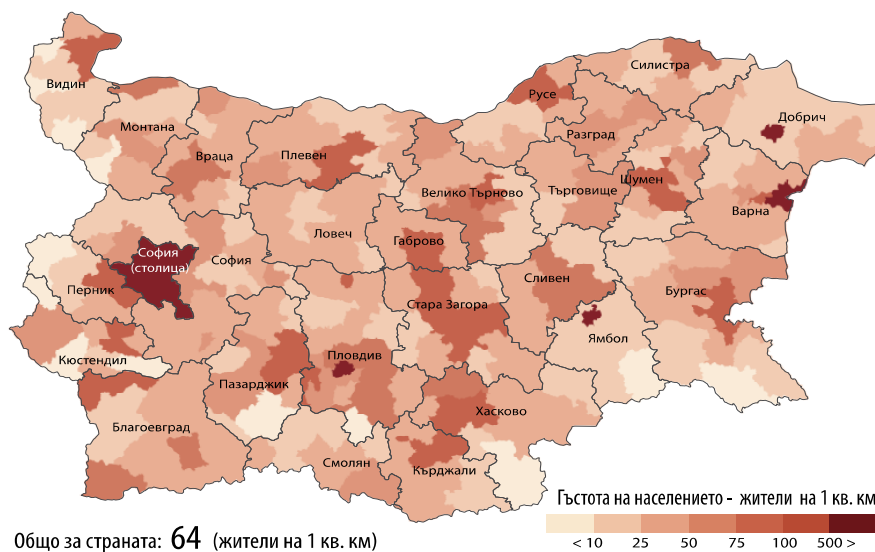 Видин
Монтана
Враца
Плевен
Русе
Силистра
Разград
Добрич
Велико Търново
Търговище
Шумен
Варна
София
(столица)
София
Ловеч
Габрово
Перник
Стара Загора
Сливен
Бургас
Ямбол
Кюстендил
Пазарджик
Пловдив
Хасково
Благоевград
Смолян
Кърджали
Гъстота на населението - жители на 1 кв. км
< 10 25 50 75 100 500 >
Общо за страната: 64 (жители на 1 кв. км)